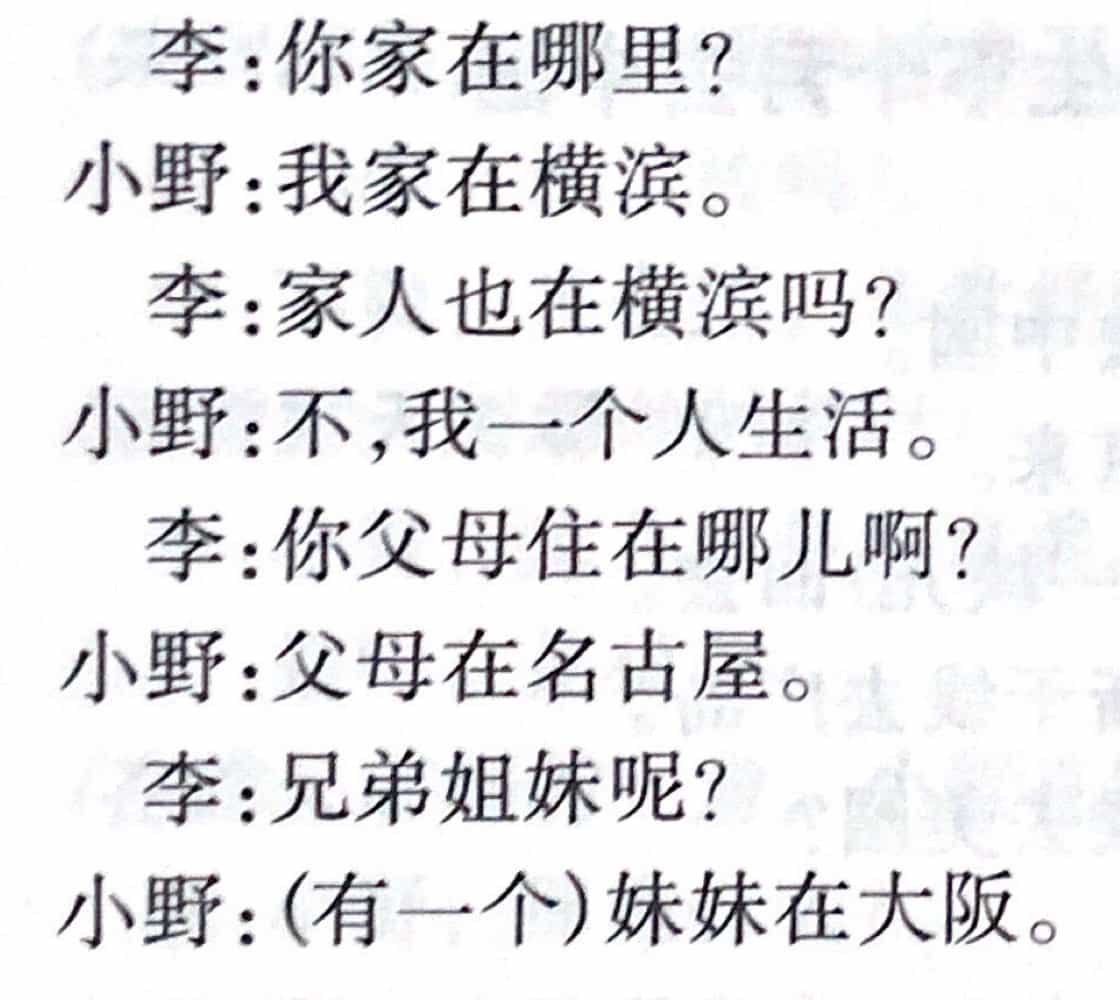 李:你家在哪里?
小野:我家在横滨。
李:家人也在横滨吗?
小野:不,我一个人生活。
李:你父母住在哪儿啊?
小野:父母在名古屋。
李:兄弟姐妹呢?
小野:(有一个)妹妹在大阪。